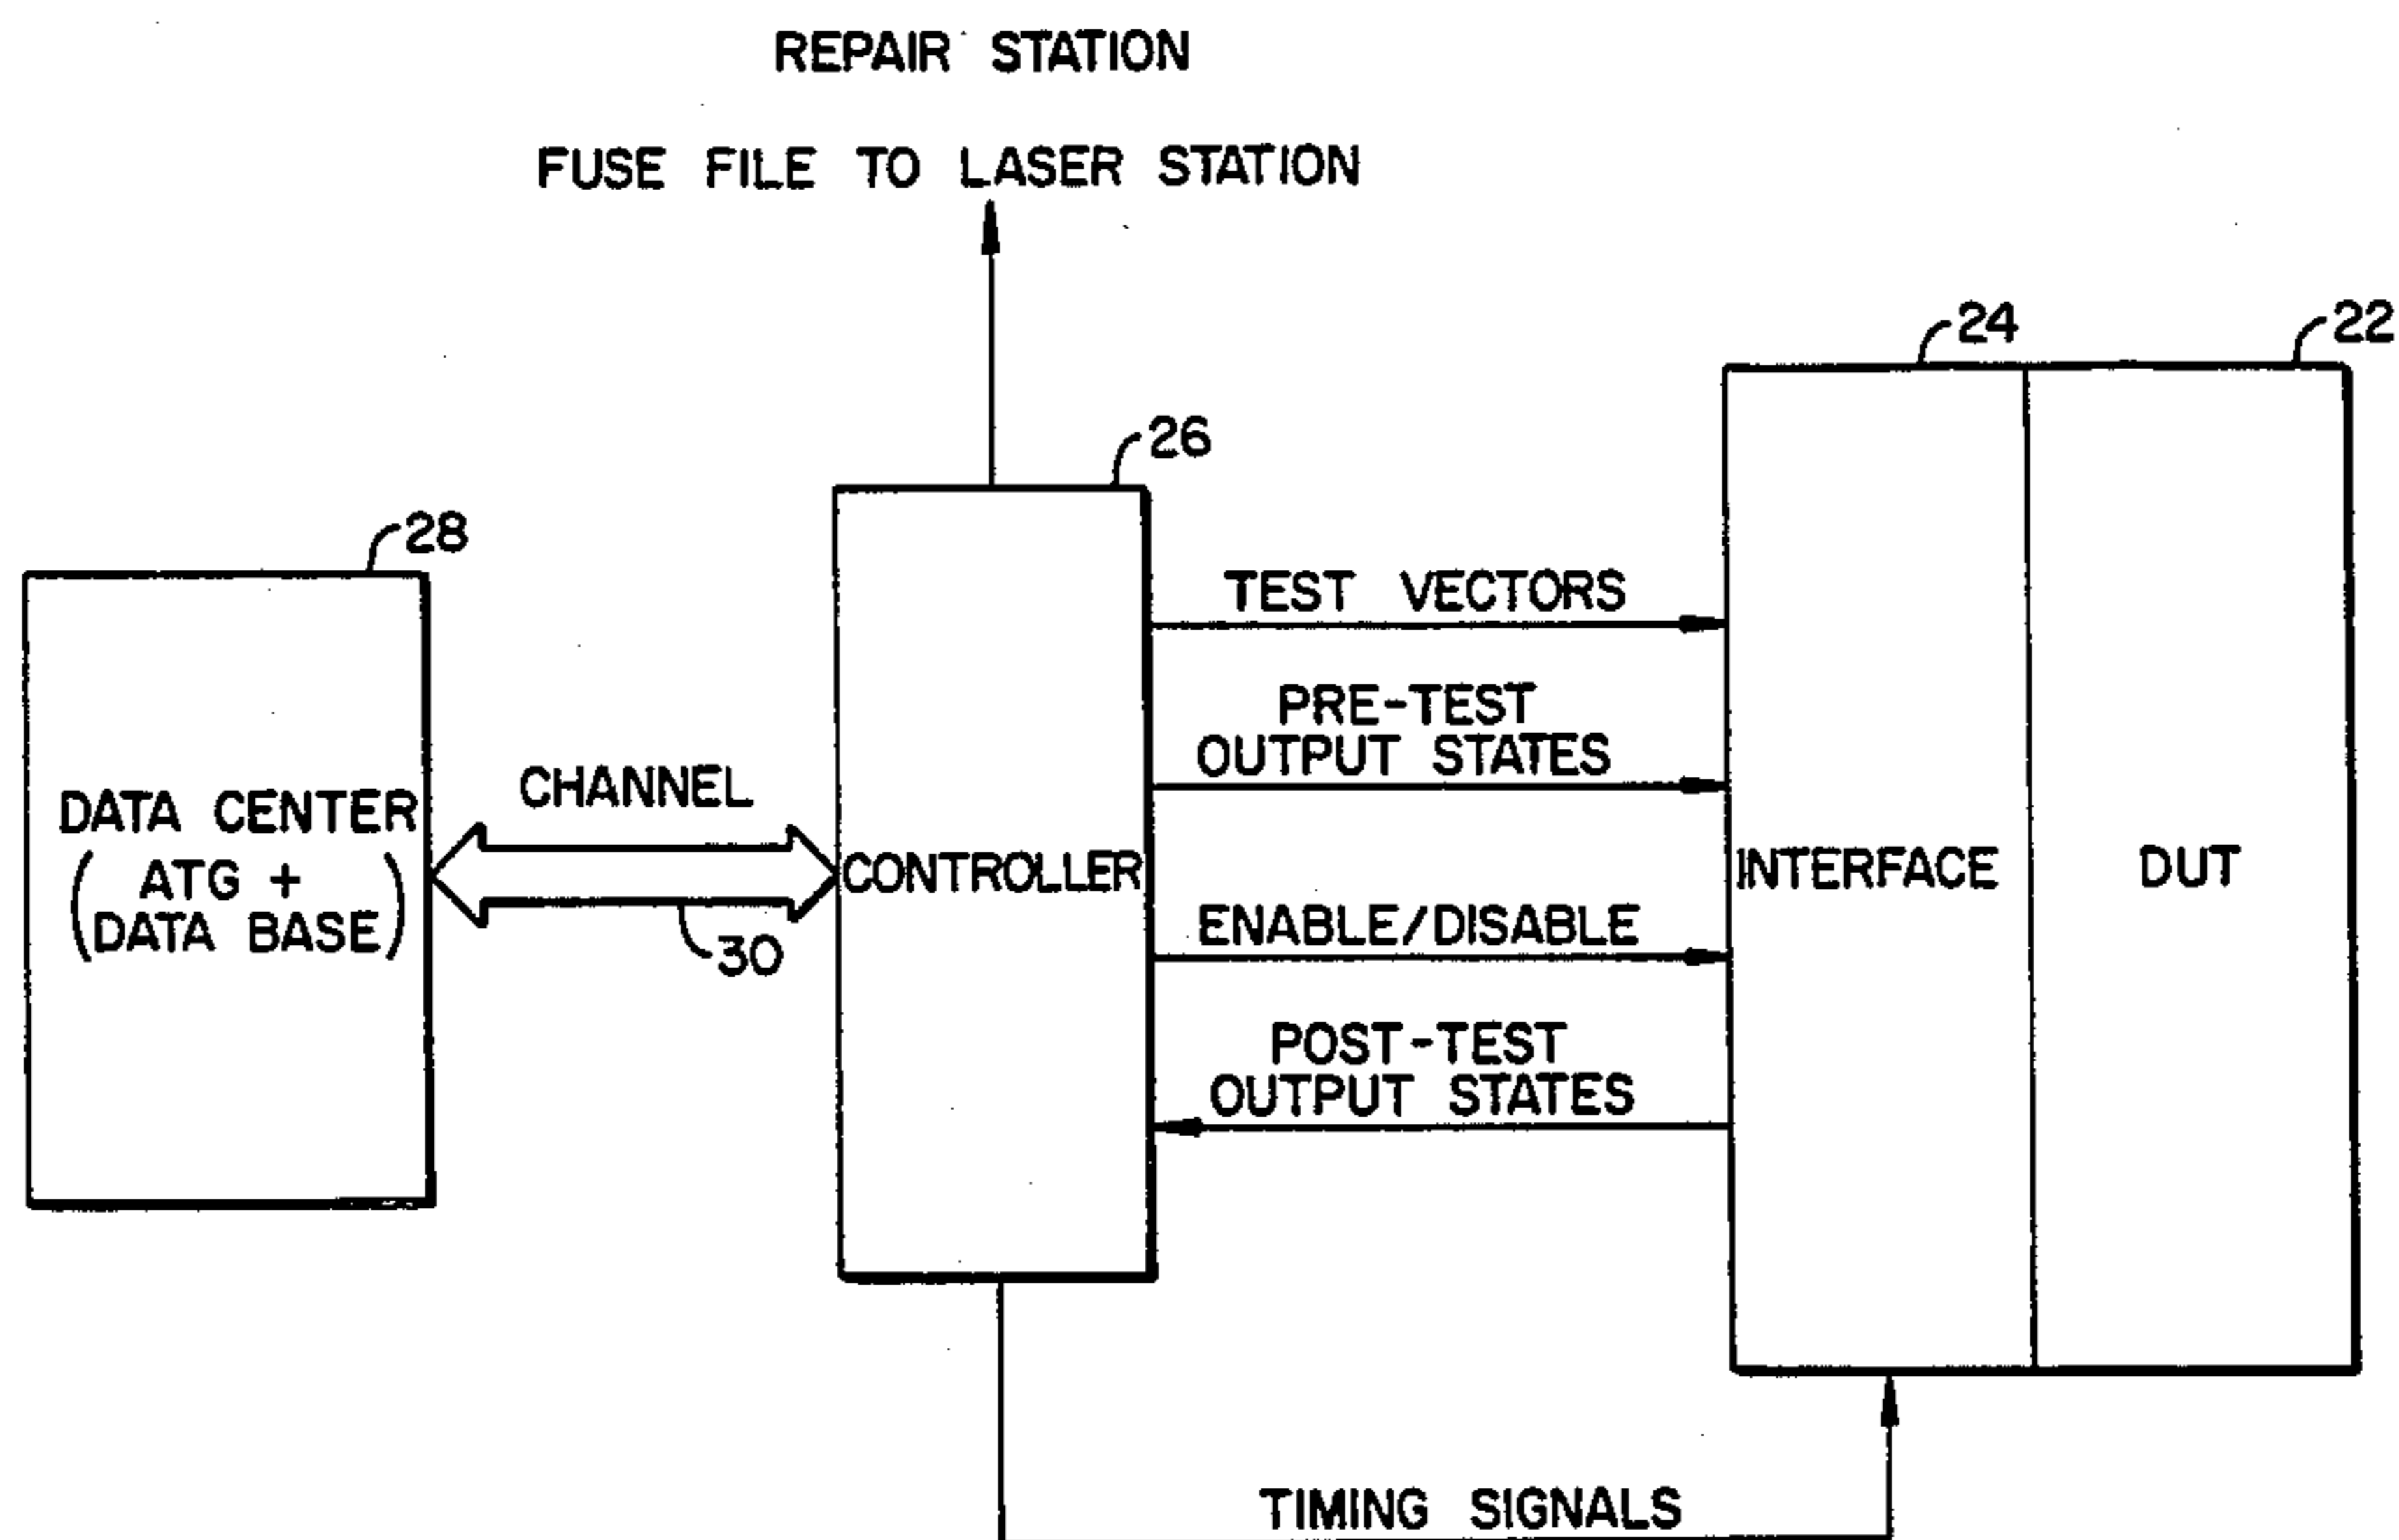 REPAIR STATION
FUSE FILE TO LASER STATION
24
22
26
28
TEST VECTORS
PRE-TEST
OUTPUT STATES
CHANNEL
DATA CENTER
(ATG +
DATA BASE)
CONTROLLER
INTERFACE
DUT
ENABLE/DISABLE
30
POST-TEST
OUTPUT STATES
TIMING SIGNALS